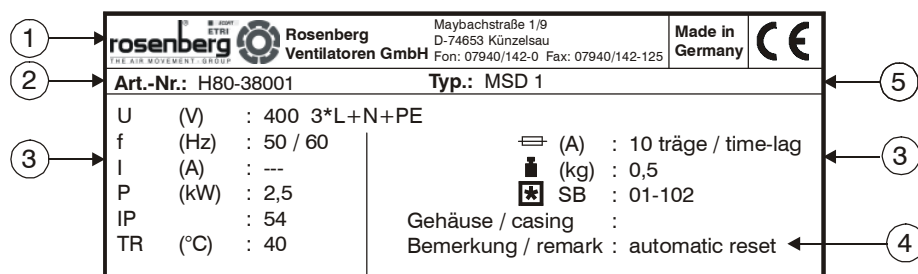 1
rosenberg
THE AIR MOVEMENT - GROUP
ETRI
Rosenberg
Ventilatoren GmbH
Maybachstraße 1/9
D-74653 Künzelsau
Fon: 07940/142-0 Fax: 07940/142-125
Made in
Germany
CE
2
Art.-Nr.: H80-38001 Typ.: MSD 1
5
U (V) : 400 3*L+N+PE
f (Hz) : 50 / 60
3
I (A) : ---
P (kW) : 2,5
IP : 54
TR (°C) : 40
(A) : 10 träge / time-lag
3
(kg) : 0,5
* SB : 01-102
Gehäuse / casing :
Bemerkung / remark : automatic reset
4